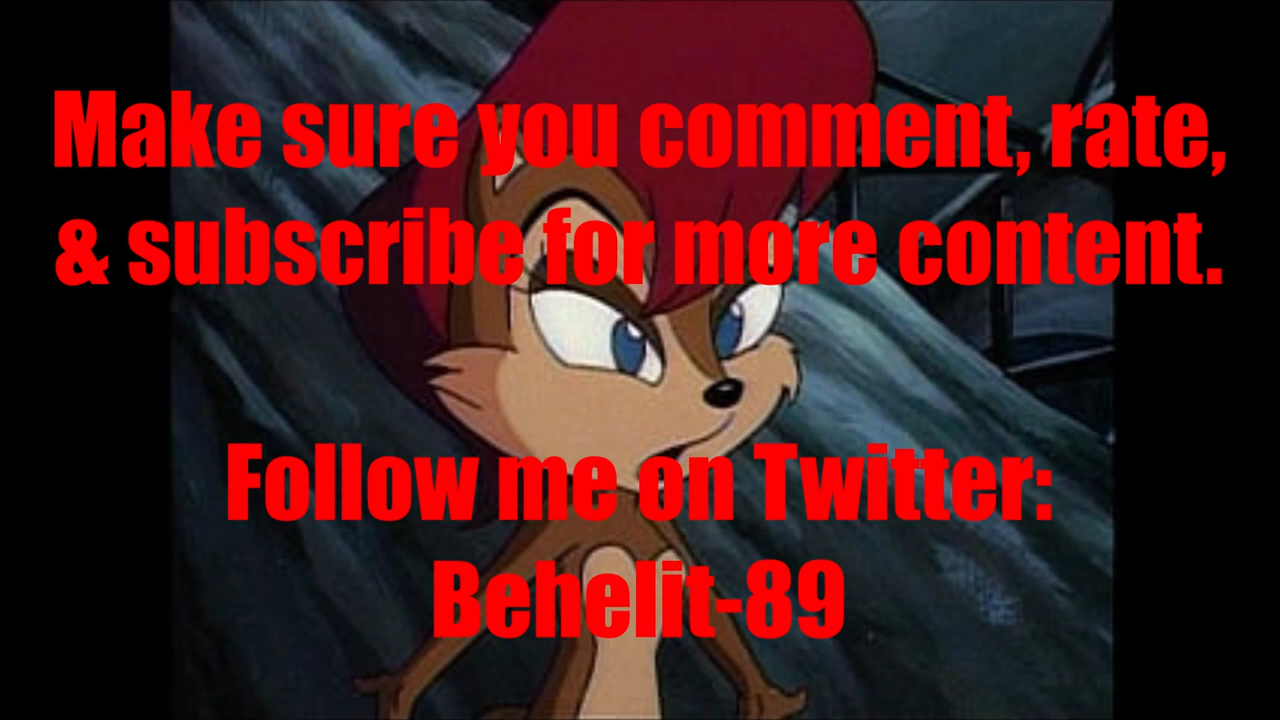 Make sure you comment, rate,
& subscribe for more content.
Follow me on Twitter:
Behelit-89